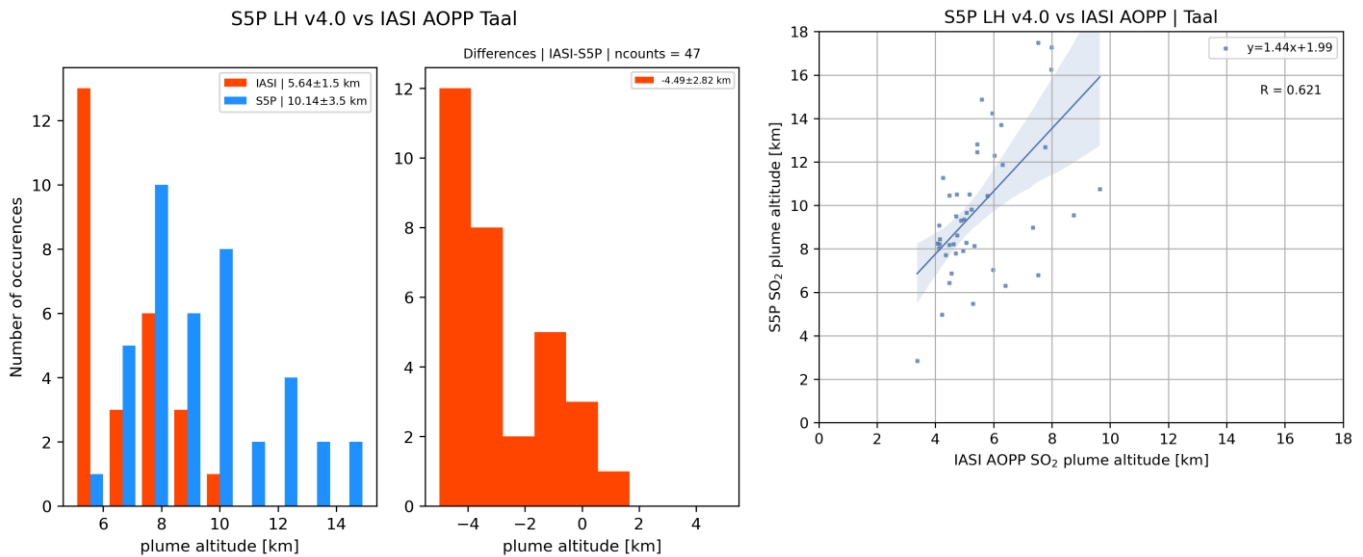 S5P LH v4.0 vs IASI AOPP Taal
IASI | 5.64±1.5 km
S5P | 10.14±3.5 km
Number of occurences
12
10
8
6
4
2
0
6 8 10 12 14
plume altitude [km]
Differences | IASI-S5P | ncounts = 47
-4.49±2.82 km
12
10
8
6
4
2
0
−4 −2 0 2 4
plume altitude [km]
S5P LH v4.0 vs IASI AOPP | Taal
y=1.44x+1.99
R = 0.621
S5P SO₂ plume altitude [km]
18
16
14
12
10
8
6
4
2
0
0 2 4 6 8 10 12 14 16 18
IASI AOPP SO₂ plume altitude [km]